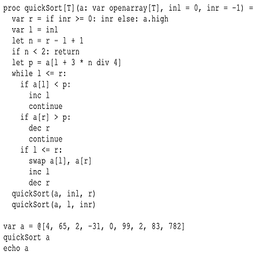 proc quickSort[T](a: var openarray[T], inl = 0, inr = -1) =
  var r = if inr >= 0: inr else: a.high
  var l = inl
  let n = r - l + 1
  if n < 2: return
  let p = a[l + 3 * n div 4]
  while l <= r:
    if a[l] < p:
      inc l
      continue
    if a[r] > p:
      dec r
      continue
    if l <= r:
      swap a[l], a[r]
      inc l
      dec r
  quickSort(a, inl, r)
  quickSort(a, l, inr)

var a = @[4, 65, 2, -31, 0, 99, 2, 83, 782]
quickSort a
echo a